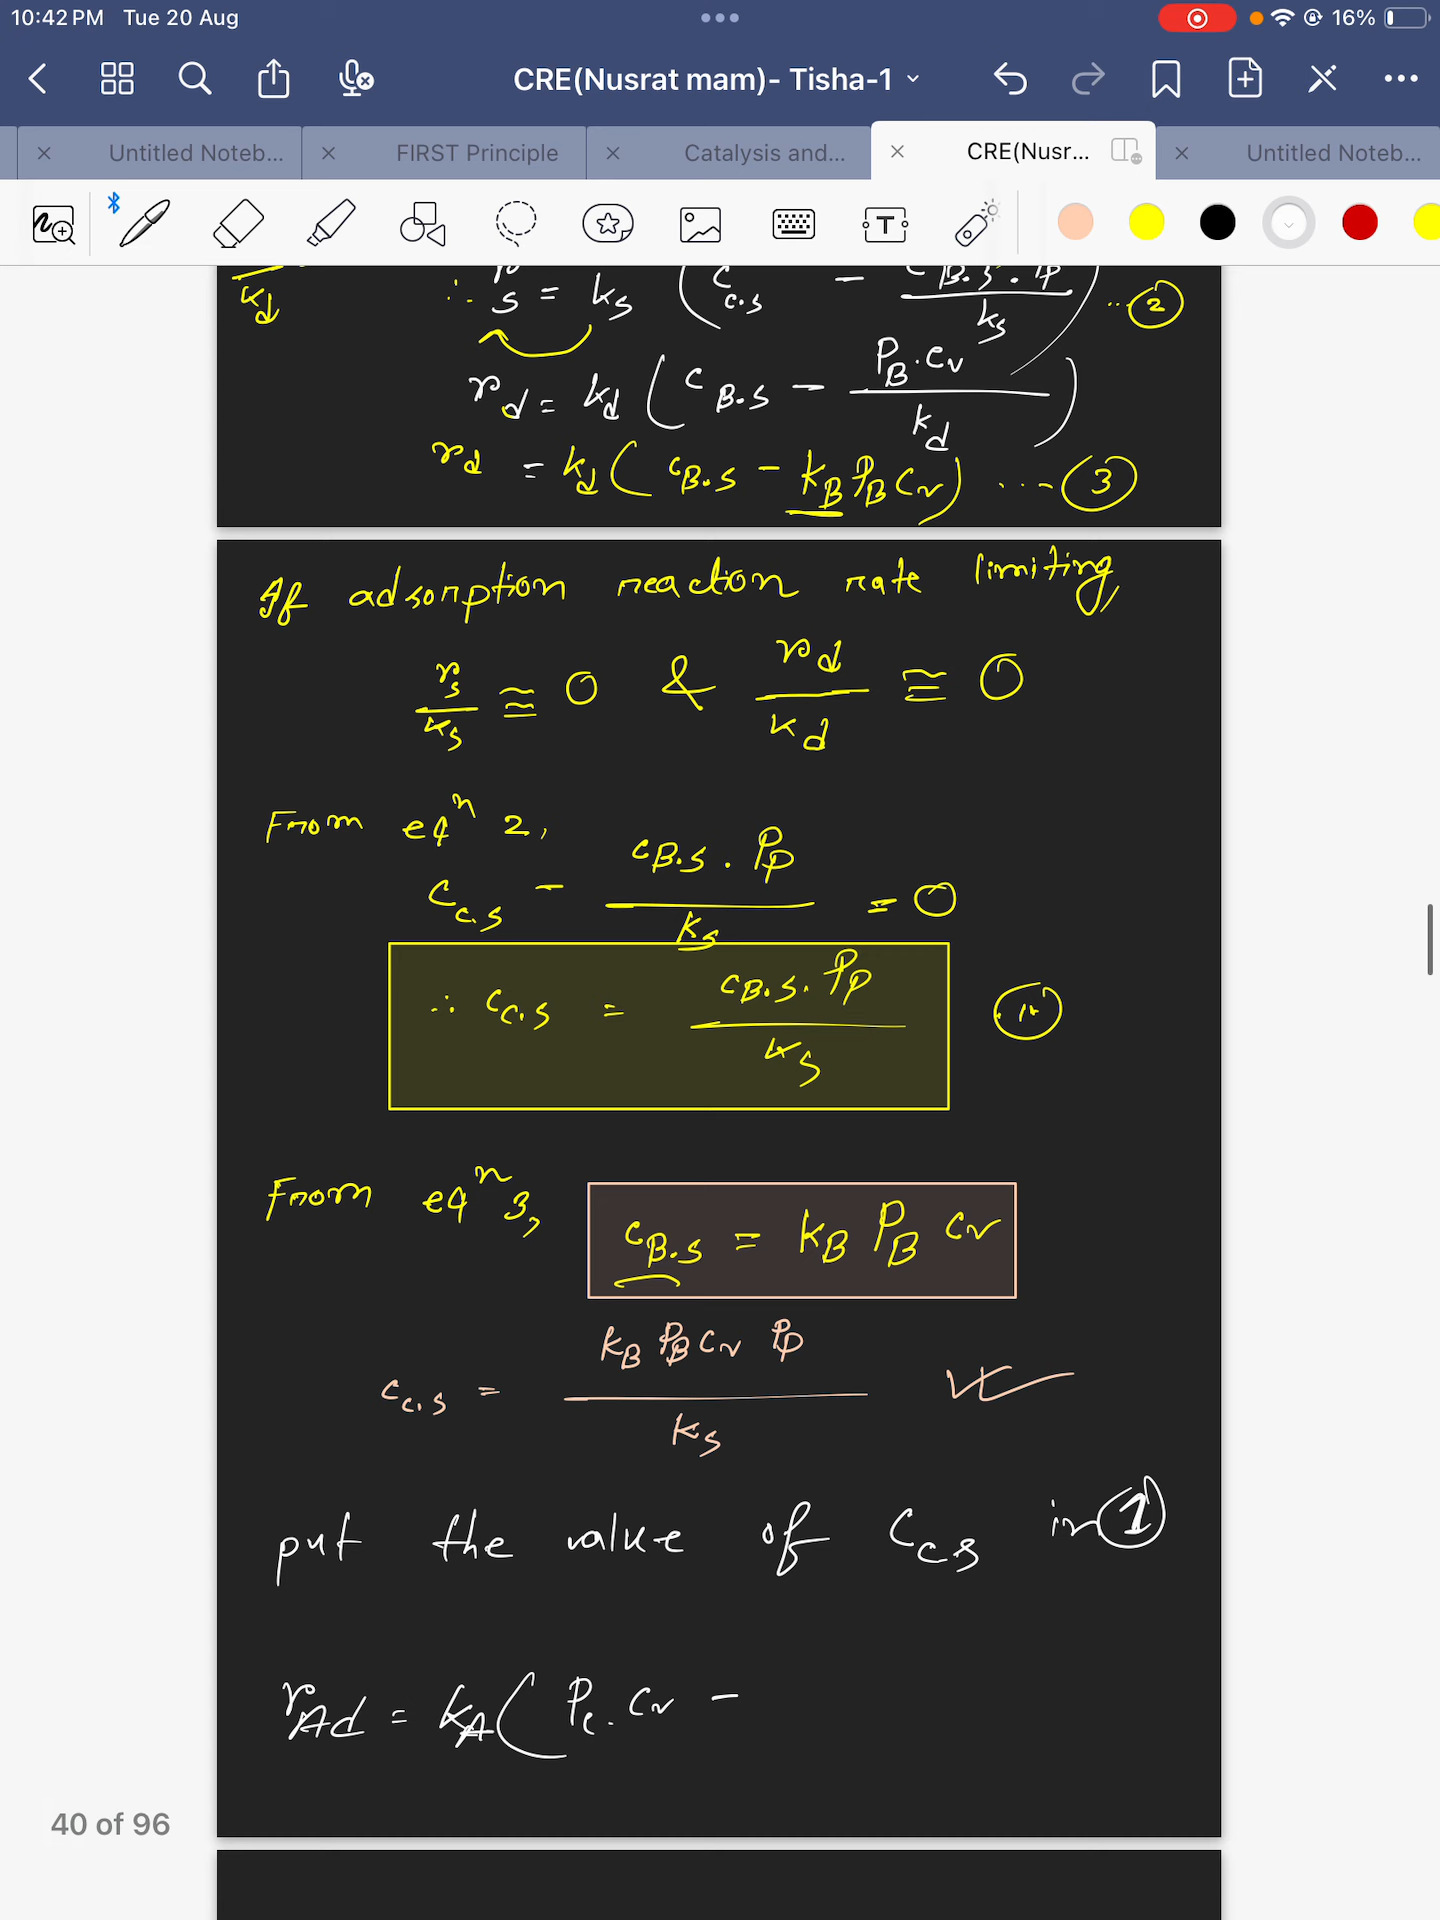 10:42 PM Tue 20 Aug 16%
CRE(Nusrat mam)- Tisha-1
Untitled Noteb... FIRST Principle Catalysis and... CRE(Nusr... Untitled Noteb...
kd ∴ rs = ks (Cc.s - CB.s . Pp / ks) ... ②
rd = kd (CB.s - PB.Cv / kd)
rd = kd (CB.s - kB PB Cv) ... ③
If adsorption reaction rate limiting,
rs/ks ≅ 0 & rd/kd ≅ 0
From eqn 2,
Cc.s - CB.s . Pp / ks = 0
∴ Cc.s = CB.s . Pp / ks
From eqn 3, CB.s = kB PB Cv
Cc.s = kB PB Cv Pp / ks
put the value of Ccs in ①
rAd = kA ( Pc . Cv -
40 of 96